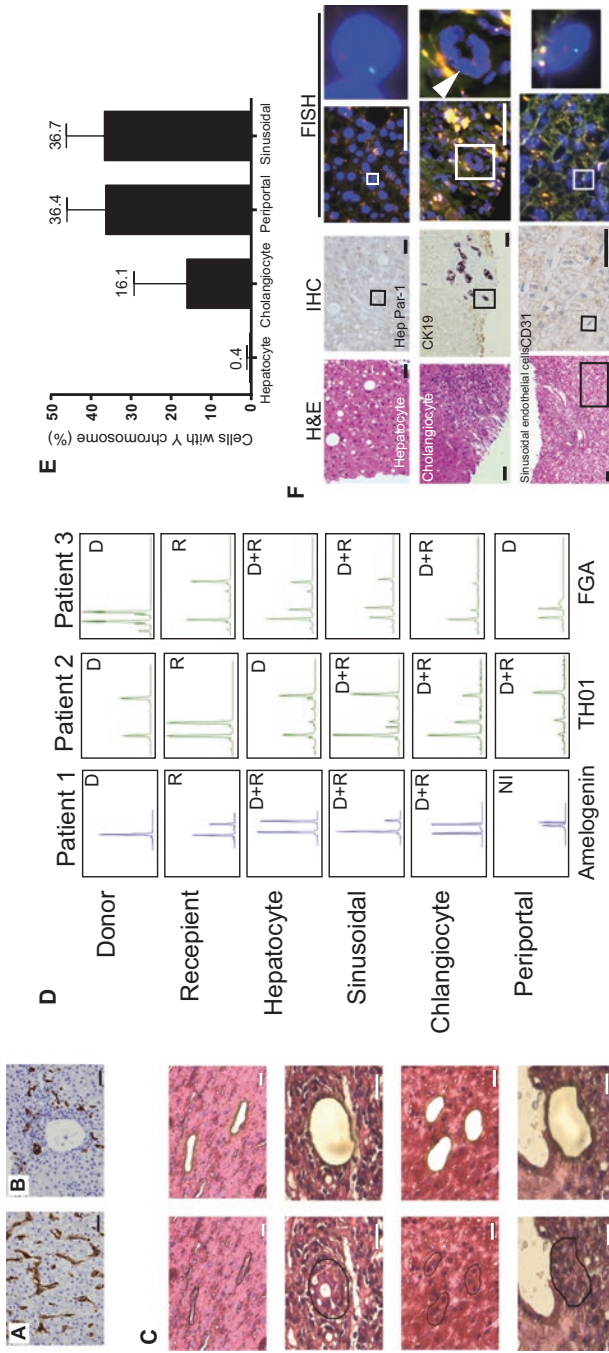 A
B
C
D
Patient 1
Patient 2
Patient 3
Donor
D
D
D
Recepient
R
R
R
Hepatocyte
D+R
D
D+R
Sinusoidal
D+R
D+R
D+R
Chlangiocyte
D+R
D+R
D+R
Periportal
NI
D+R
D
Amelogenin
TH01
FGA
E
Cells with Y chromosome (%)
50
40
30
20
10
0
0.4
16.1
36.4
36.7
Hepatocyte
Cholangiocyte
Periportal
Sinusoidal
F
H&E
IHC
FISH
Hepatocyte
Hep Par-1
Cholangiocyte
CK19
Sinusoidal endothelial cells
CD31